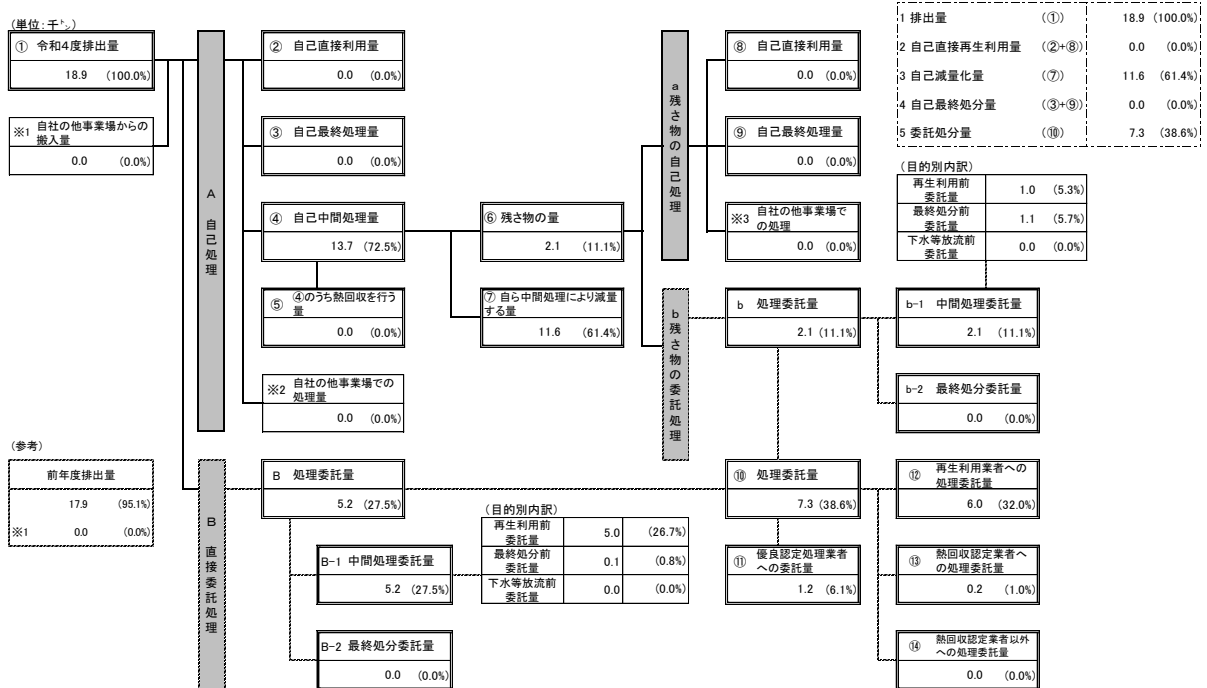 (単位:千㌧)
① 令和4度排出量
18.9 (100.0%)
※1 自社の他事業場からの
搬入量
0.0 (0.0%)
A 自己処理
② 自己直接利用量
0.0 (0.0%)
③ 自己最終処理量
0.0 (0.0%)
④ 自己中間処理量
13.7 (72.5%)
⑤ ④のうち熱回収を行う
量
0.0 (0.0%)
※2 自社の他事業場での
処理量
0.0 (0.0%)
⑥ 残さ物の量
2.1 (11.1%)
⑦ 自ら中間処理により減量
する量
11.6 (61.4%)
a 残さ物の自己処理
⑧ 自己直接利用量
0.0 (0.0%)
⑨ 自己最終処理量
0.0 (0.0%)
※3 自社の他事業場で
の処理
0.0 (0.0%)
1 排出量 (①) 18.9 (100.0%)
2 自己直接再生利用量 (②+⑧) 0.0 (0.0%)
3 自己減量化量 (⑦) 11.6 (61.4%)
4 自己最終処分量 (③+⑨) 0.0 (0.0%)
5 委託処分量 (⑩) 7.3 (38.6%)
(目的別内訳)
再生利用前
委託量 1.0 (5.3%)
最終処分前
委託量 1.1 (5.7%)
下水等放流前
委託量 0.0 (0.0%)
b 残さ物の委託処理
b 処理委託量
2.1 (11.1%)
b-1 中間処理委託量
2.1 (11.1%)
b-2 最終処分委託量
0.0 (0.0%)
(参考)
前年度排出量
17.9 (95.1%)
※1 0.0 (0.0%)
B 直接委託処理
B 処理委託量
5.2 (27.5%)
B-1 中間処理委託量
5.2 (27.5%)
B-2 最終処分委託量
0.0 (0.0%)
(目的別内訳)
再生利用前
委託量 5.0 (26.7%)
最終処分前
委託量 0.1 (0.8%)
下水等放流前
委託量 0.0 (0.0%)
⑩ 処理委託量
7.3 (38.6%)
⑪ 優良認定処理業者
への委託量
1.2 (6.1%)
⑫ 再生利用業者への
処理委託量
6.0 (32.0%)
⑬ 熱回収認定業者へ
の処理委託量
0.2 (1.0%)
⑭ 熱回収認定業者以外
への処理委託量
0.0 (0.0%)